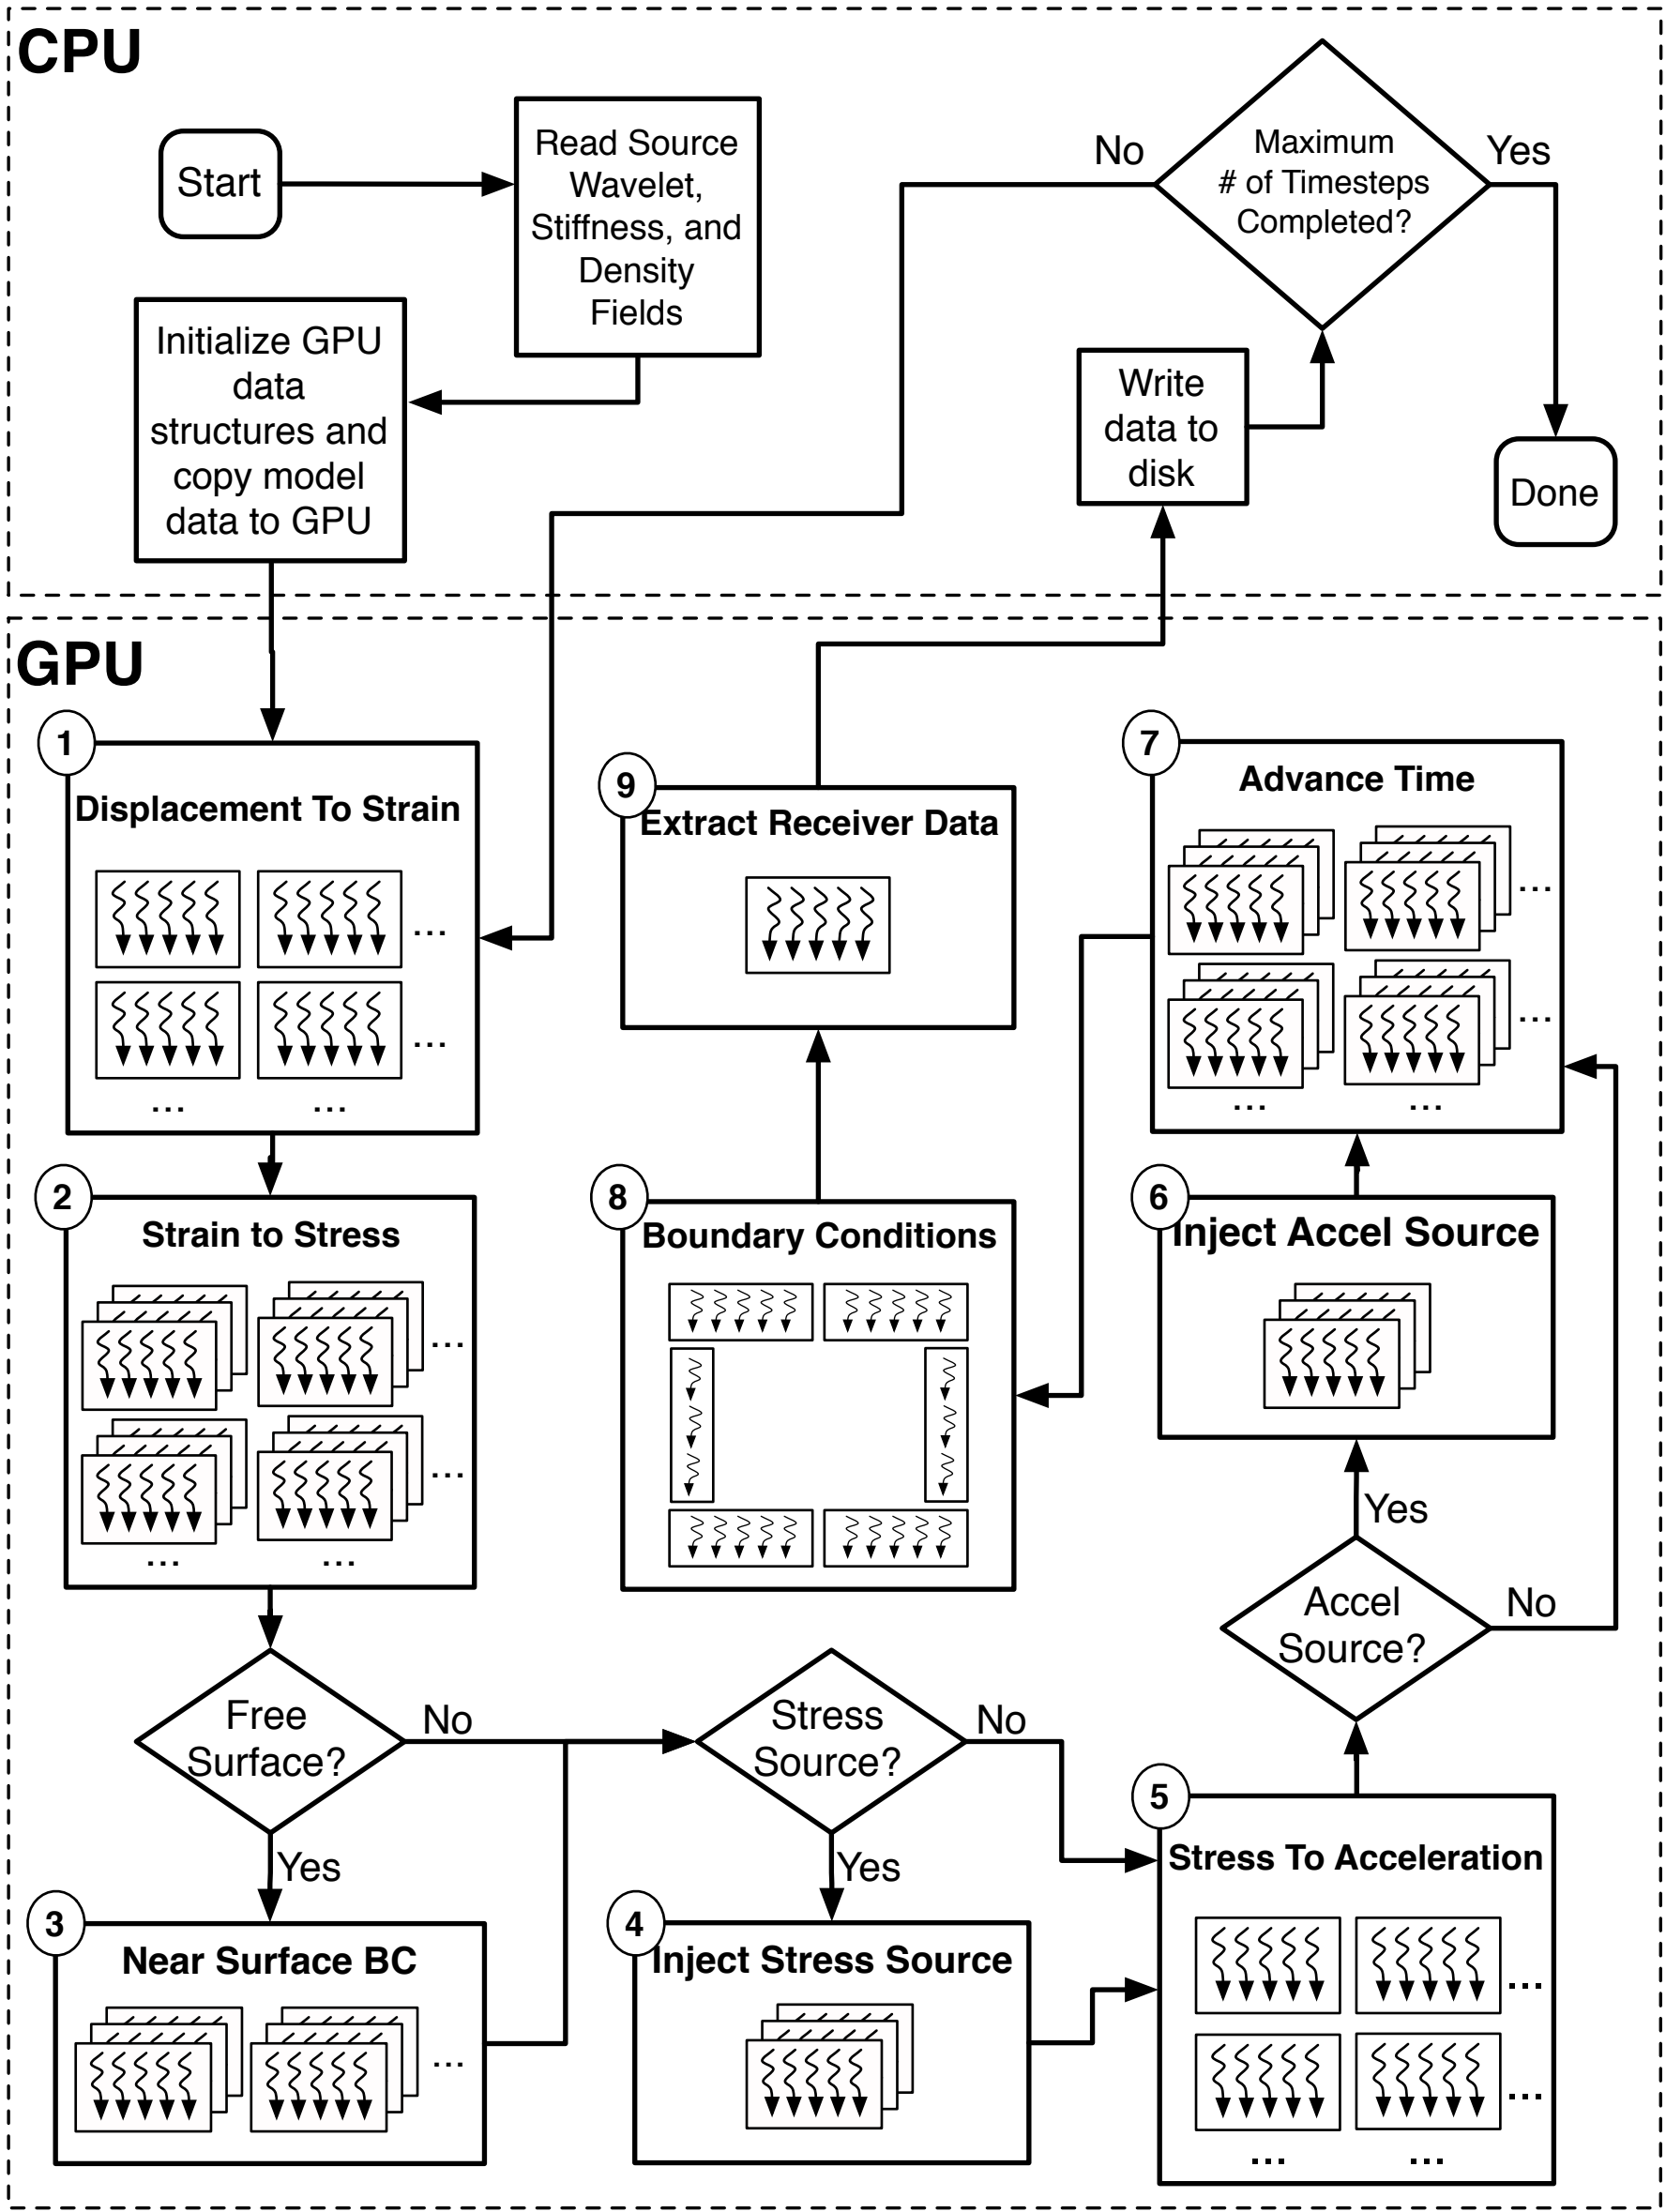 CPU
Start
Read Source
Wavelet,
Stiffness, and
Density
Fields
Initialize GPU
data
structures and
copy model
data to GPU
No
Maximum
# of Timesteps
Completed?
Yes
Write
data to
disk
Done
GPU
1
Displacement To Strain
...
...
... ...
2
Strain to Stress
...
...
... ...
Free
Surface?
No
Yes
3
Near Surface BC
...
Stress
Source?
No
Yes
4
Inject Stress Source
5
Stress To Acceleration
...
...
... ...
Accel
Source?
No
Yes
6
Inject Accel Source
7
Advance Time
...
...
... ...
8
Boundary Conditions
9
Extract Receiver Data